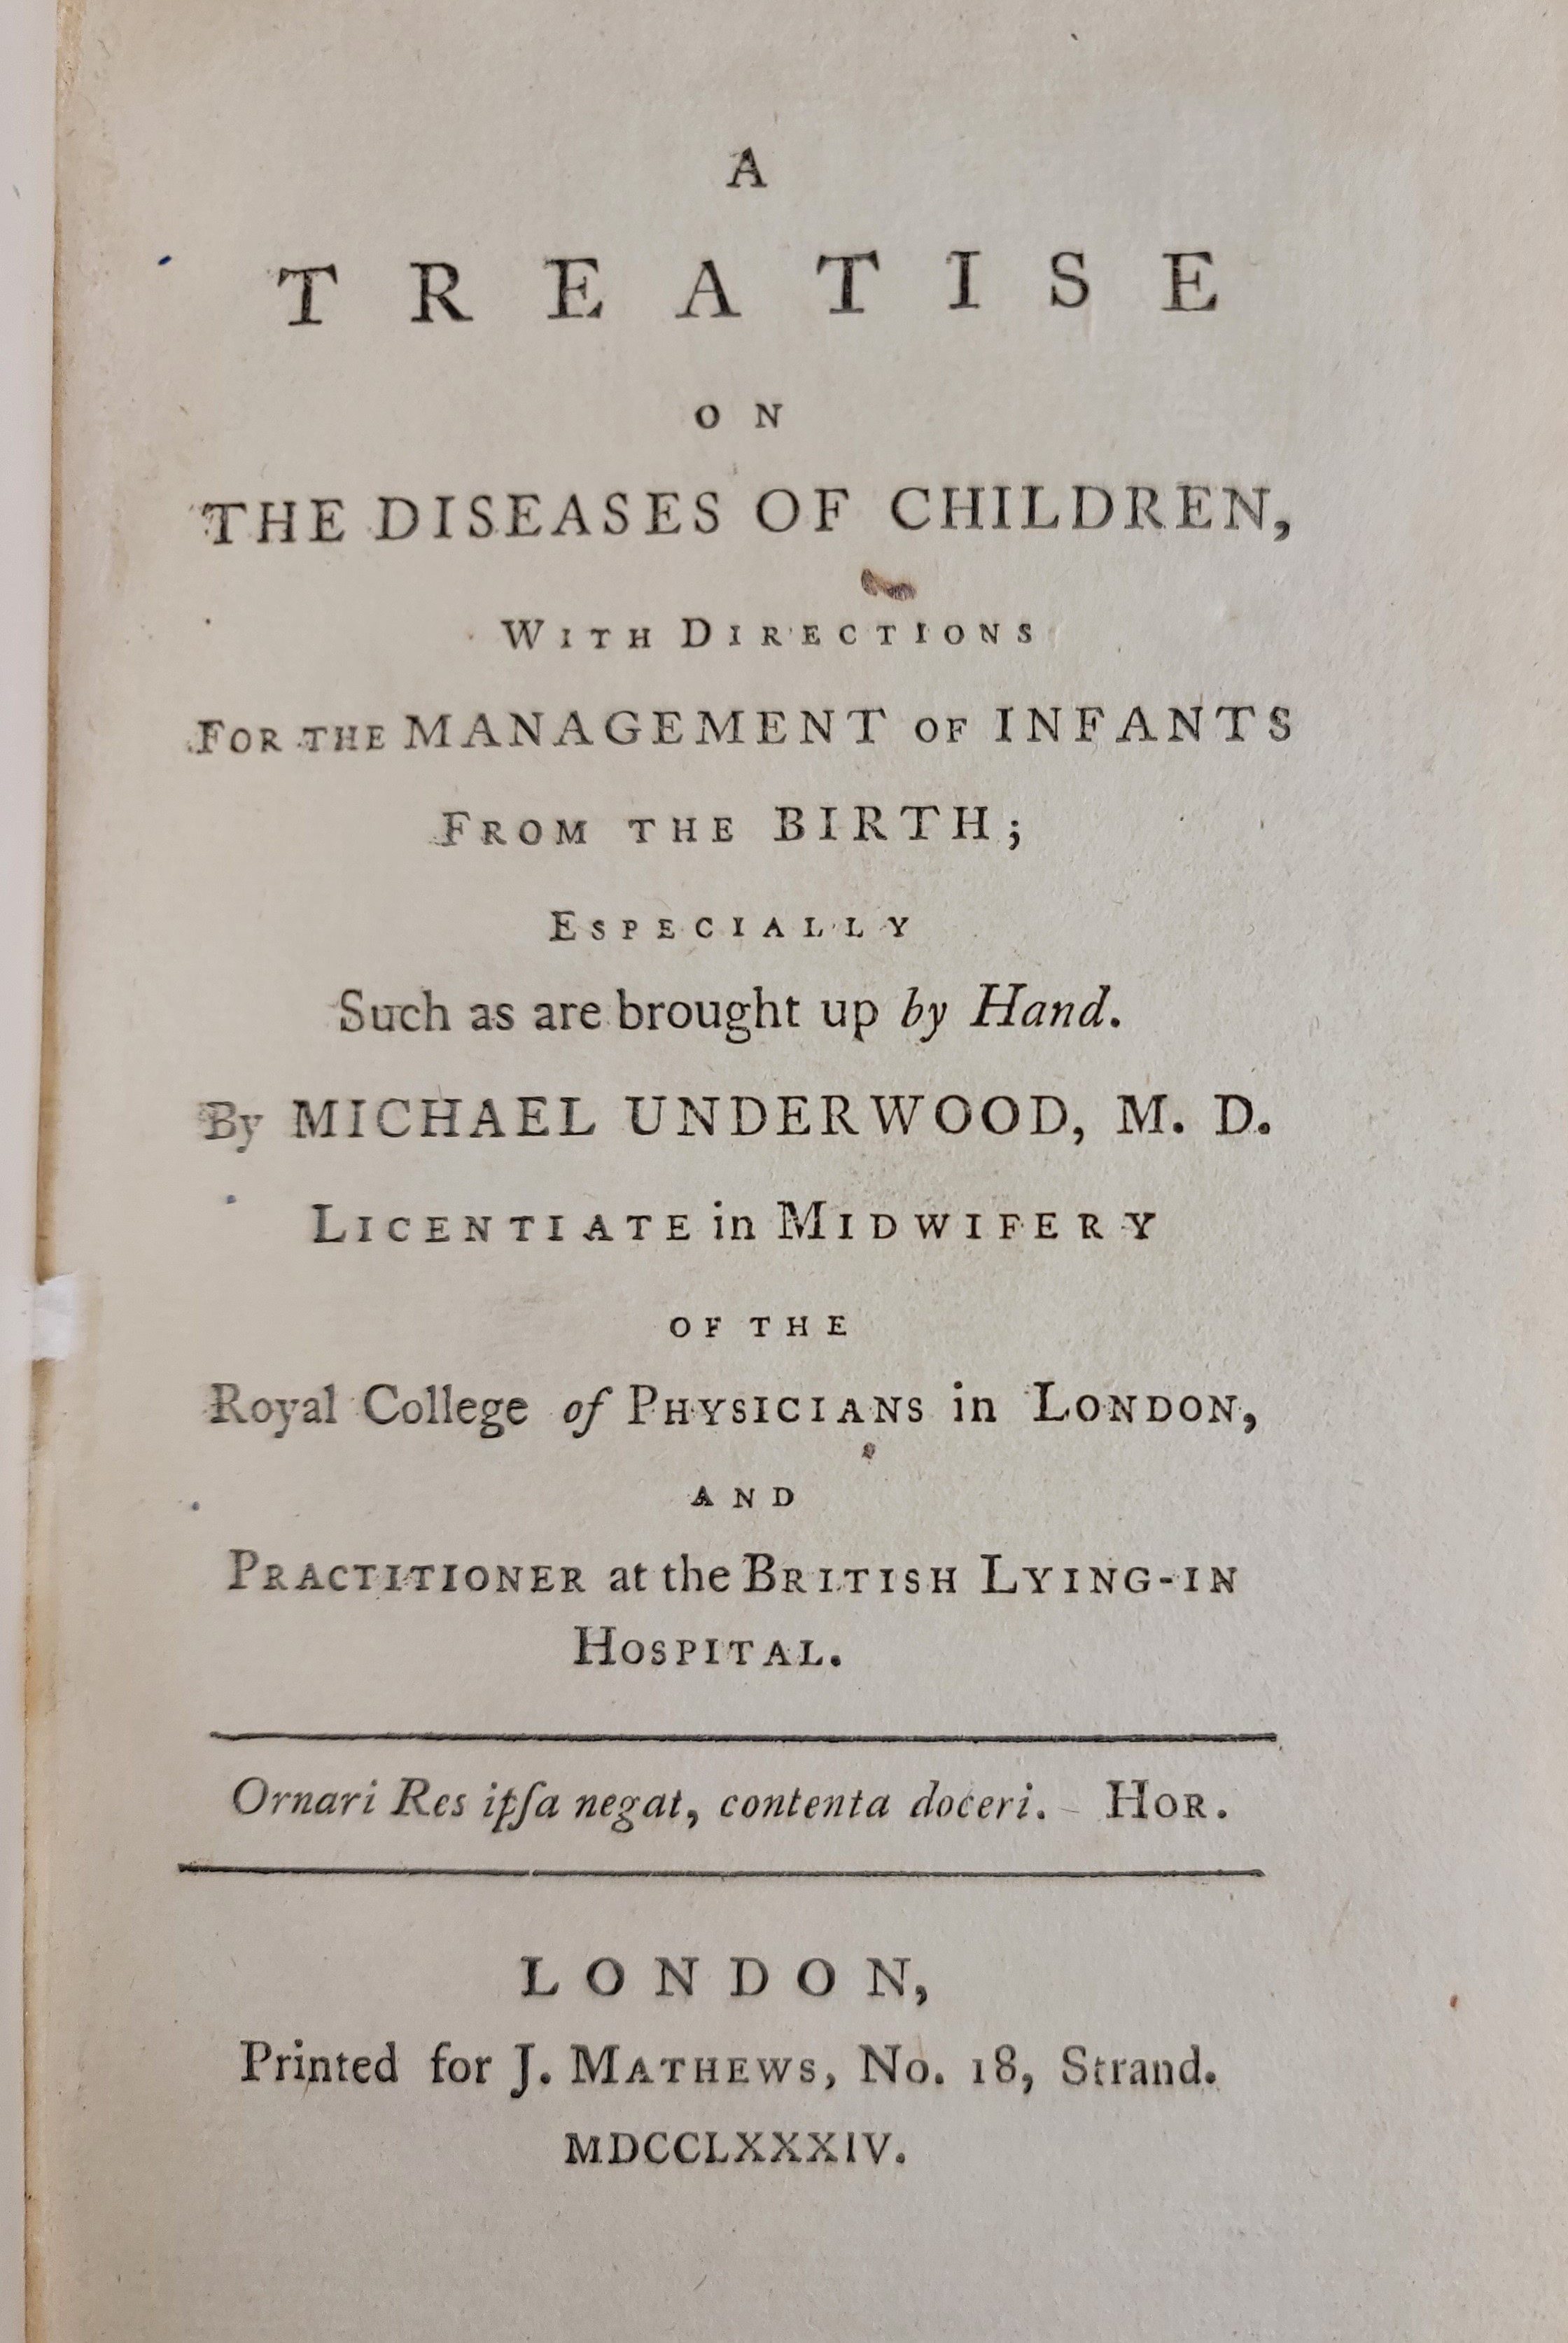 A
TREATISE
ON
THE DISEASES OF CHILDREN,
WITH DIRECTIONS
FOR THE MANAGEMENT OF INFANTS
FROM THE BIRTH;
ESPECIALLY
Such as are brought up by Hand.
By MICHAEL UNDERWOOD, M. D.
LICENTIATE in MIDWIFERY
OF THE
Royal College of PHYSICIANS in LONDON,
AND
PRACTITIONER at the BRITISH LYING-IN
HOSPITAL.
Ornari Res ipſa negat, contenta doceri. HOR.
LONDON,
Printed for J. MATHEWS, No. 18, Strand.
MDCCLXXXIV.